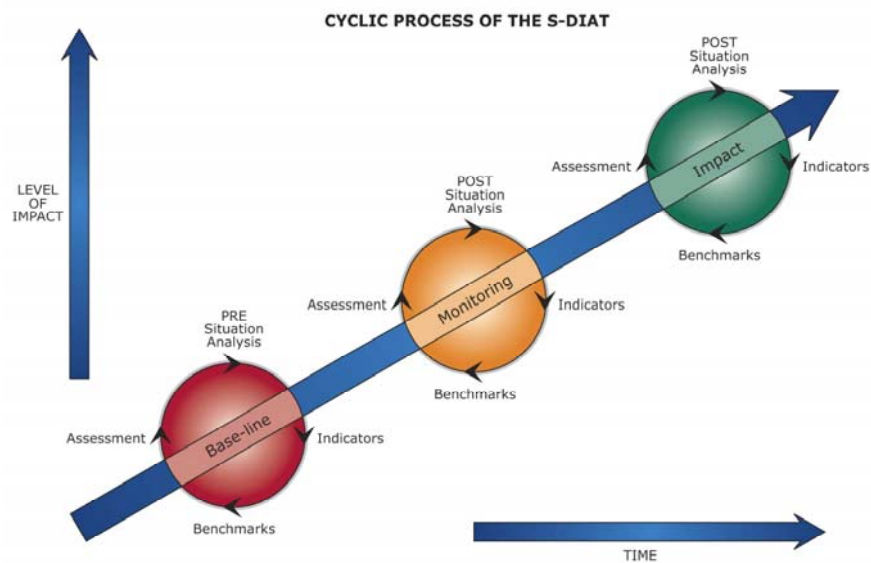 CYCLIC PROCESS OF THE S-DIAT
POST
Situation
Analysis
Impact
Assessment
Indicators
Benchmarks
LEVEL
OF
IMPACT
POST
Situation
Analysis
Monitoring
Assessment
Indicators
Benchmarks
PRE
Situation
Analysis
Base-line
Assessment
Indicators
Benchmarks
TIME